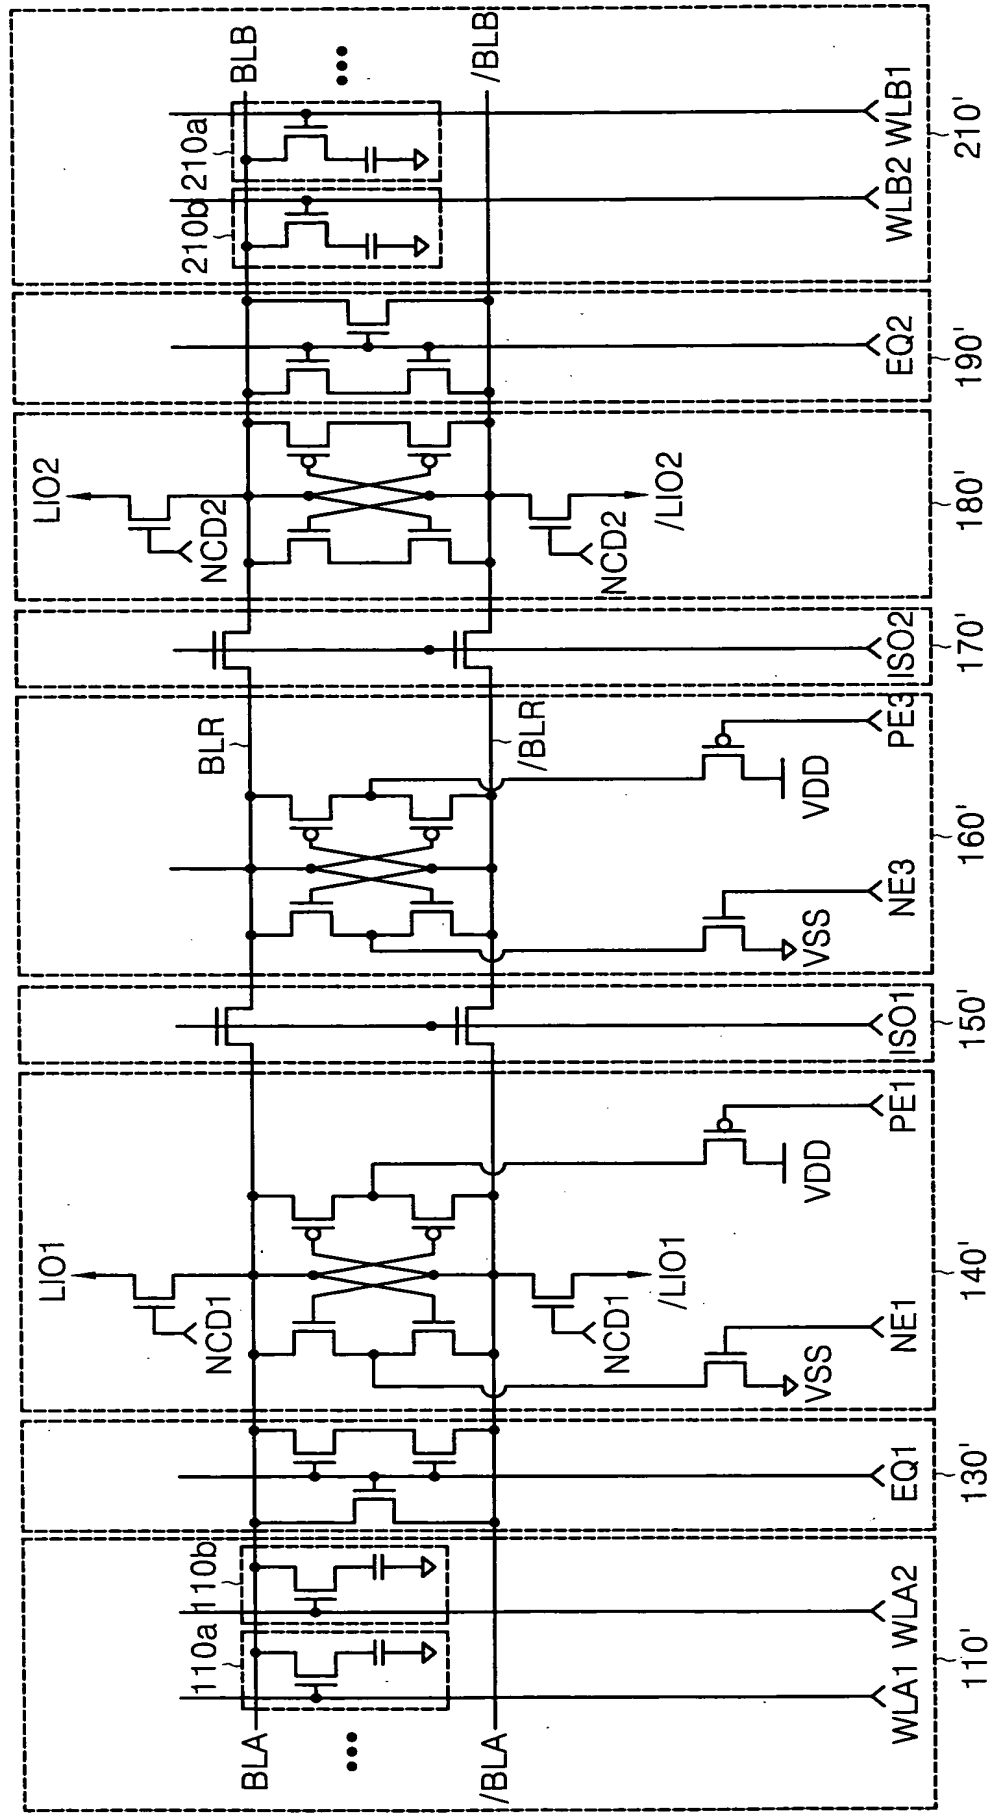 BLA
/BLA
110a
110b
WLA1
WLA2
110'
EQ1
130'
LIO1
NCD1
NCD1
/LIO1
VSS
NE1
VDD
PE1
140'
ISO1
150'
BLR
/BLR
VSS
NE3
VDD
PE3
160'
ISO2
170'
LIO2
NCD2
NCD2
/LIO2
180'
EQ2
190'
210b
210a
BLB
/BLB
WLB2
WLB1
210'